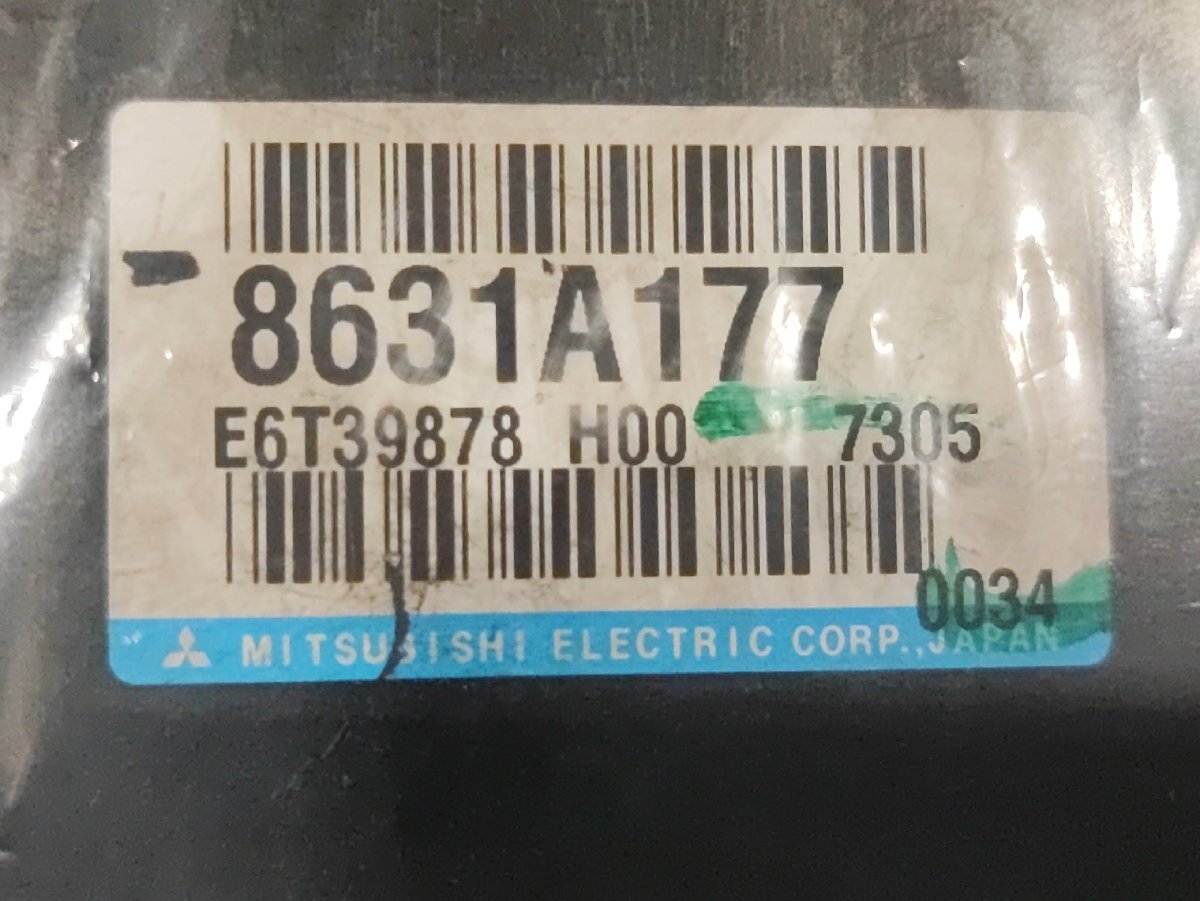 8631A177
E6T39878 H00 7305
0034
MITSUBISHI ELECTRIC CORP., JAPAN